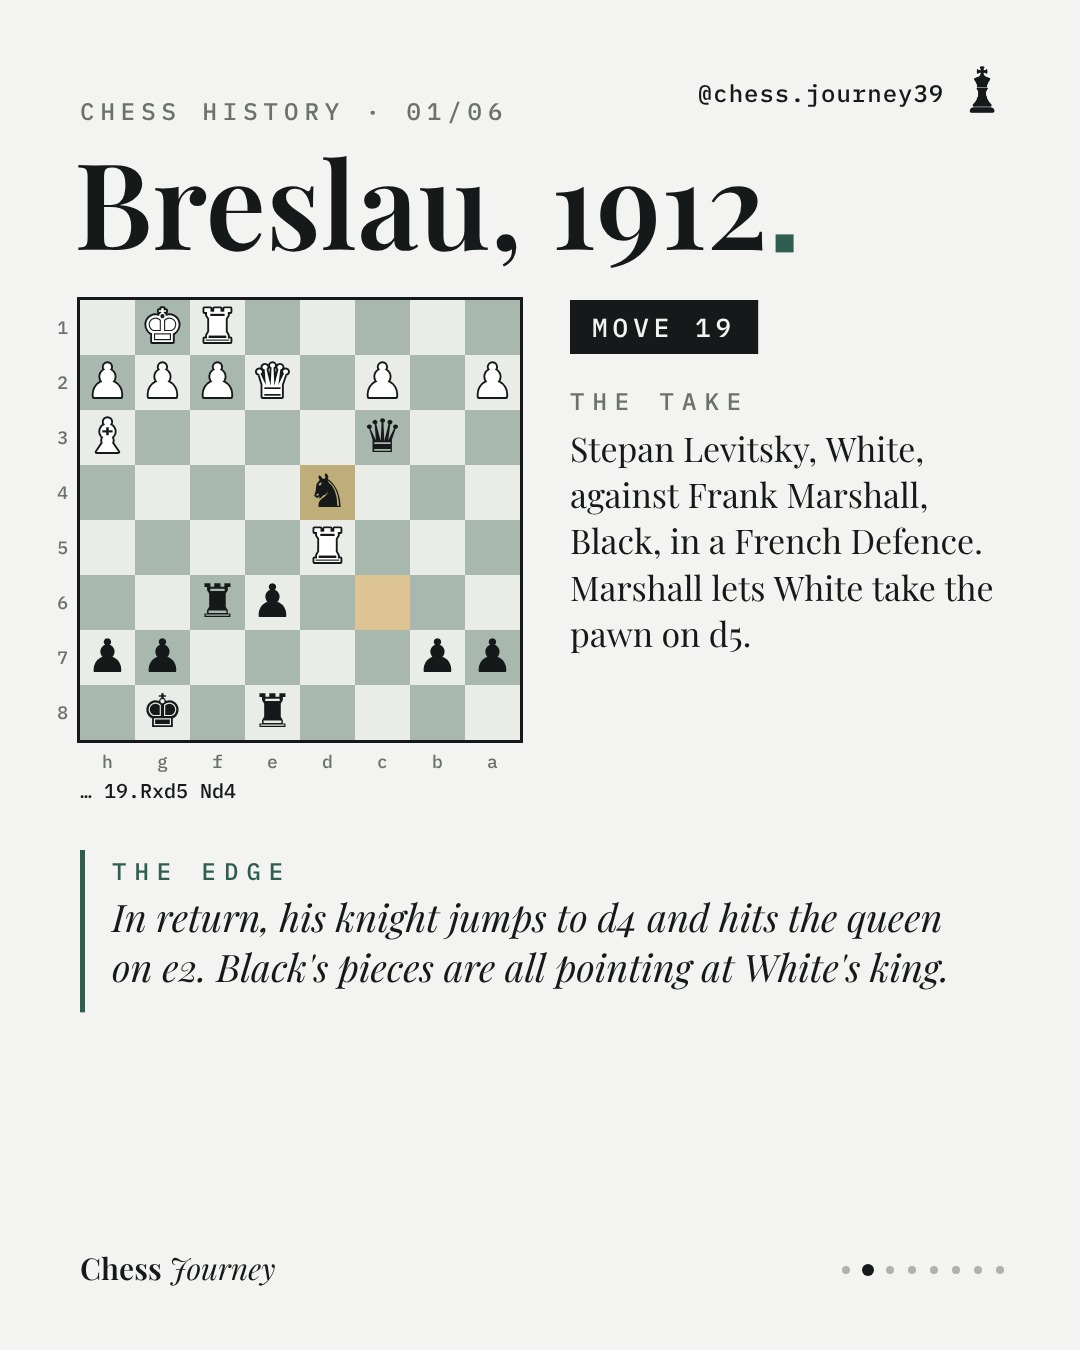 CHESS HISTORY · 01/06
@chess.journey39
Breslau, 1912.
1
2
3
4
5
6
7
8
h g f e d c b a
… 19.Rxd5 Nd4
MOVE 19
THE TAKE
Stepan Levitsky, White,
against Frank Marshall,
Black, in a French Defence.
Marshall lets White take the
pawn on d5.
THE EDGE
In return, his knight jumps to d4 and hits the queen
on e2. Black's pieces are all pointing at White's king.
Chess Journey